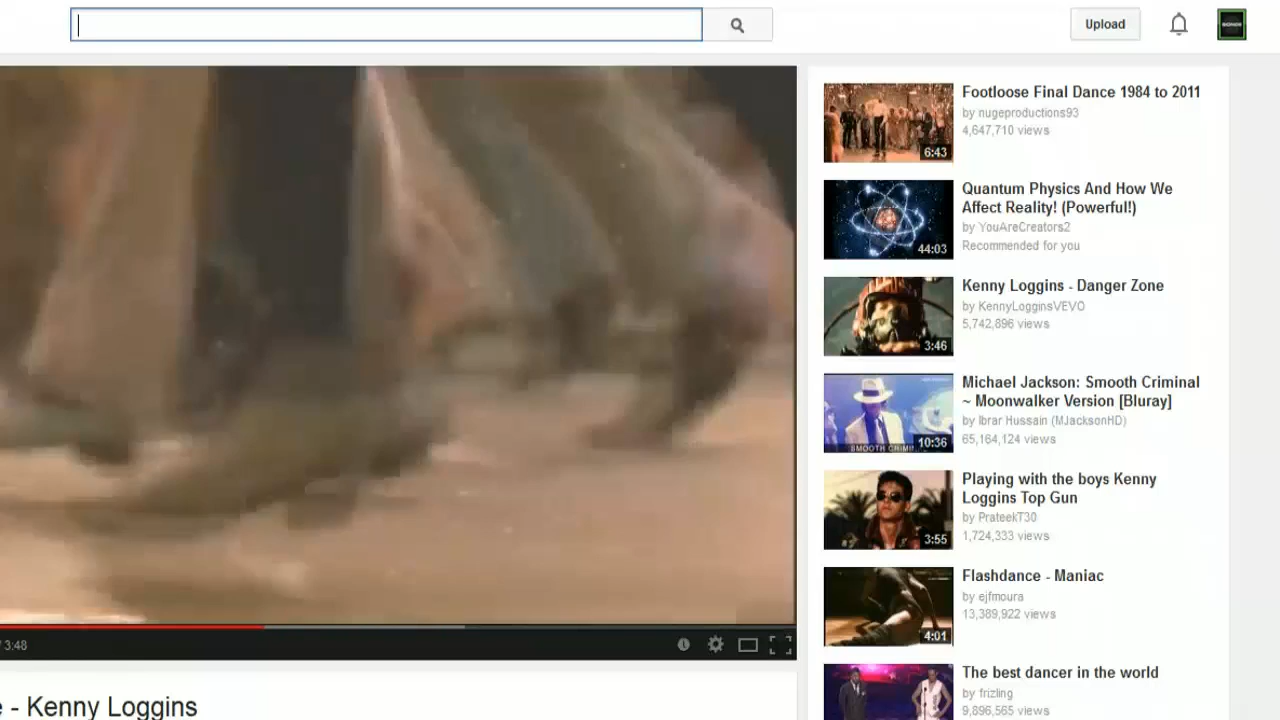 Upload
Footloose Final Dance 1984 to 2011
by nugeproductions93
4,647,710 views
6:43
Quantum Physics And How We
Affect Reality! (Powerful!)
by YouAreCreators2
Recommended for you
44:03
Kenny Loggins - Danger Zone
by KennyLogginsVEVO
5,742,896 views
3:46
Michael Jackson: Smooth Criminal
~ Moonwalker Version [Bluray]
by Ibrar Hussain (MJacksonHD)
65,164,124 views
10:36
SMOOTH CRIMI
Playing with the boys Kenny
Loggins Top Gun
by PrateekT30
1,724,333 views
3:55
Flashdance - Maniac
by ejfmoura
13,389,922 views
4:01
The best dancer in the world
by frizling
9,896,565 views
/ 3:48
e - Kenny Loggins